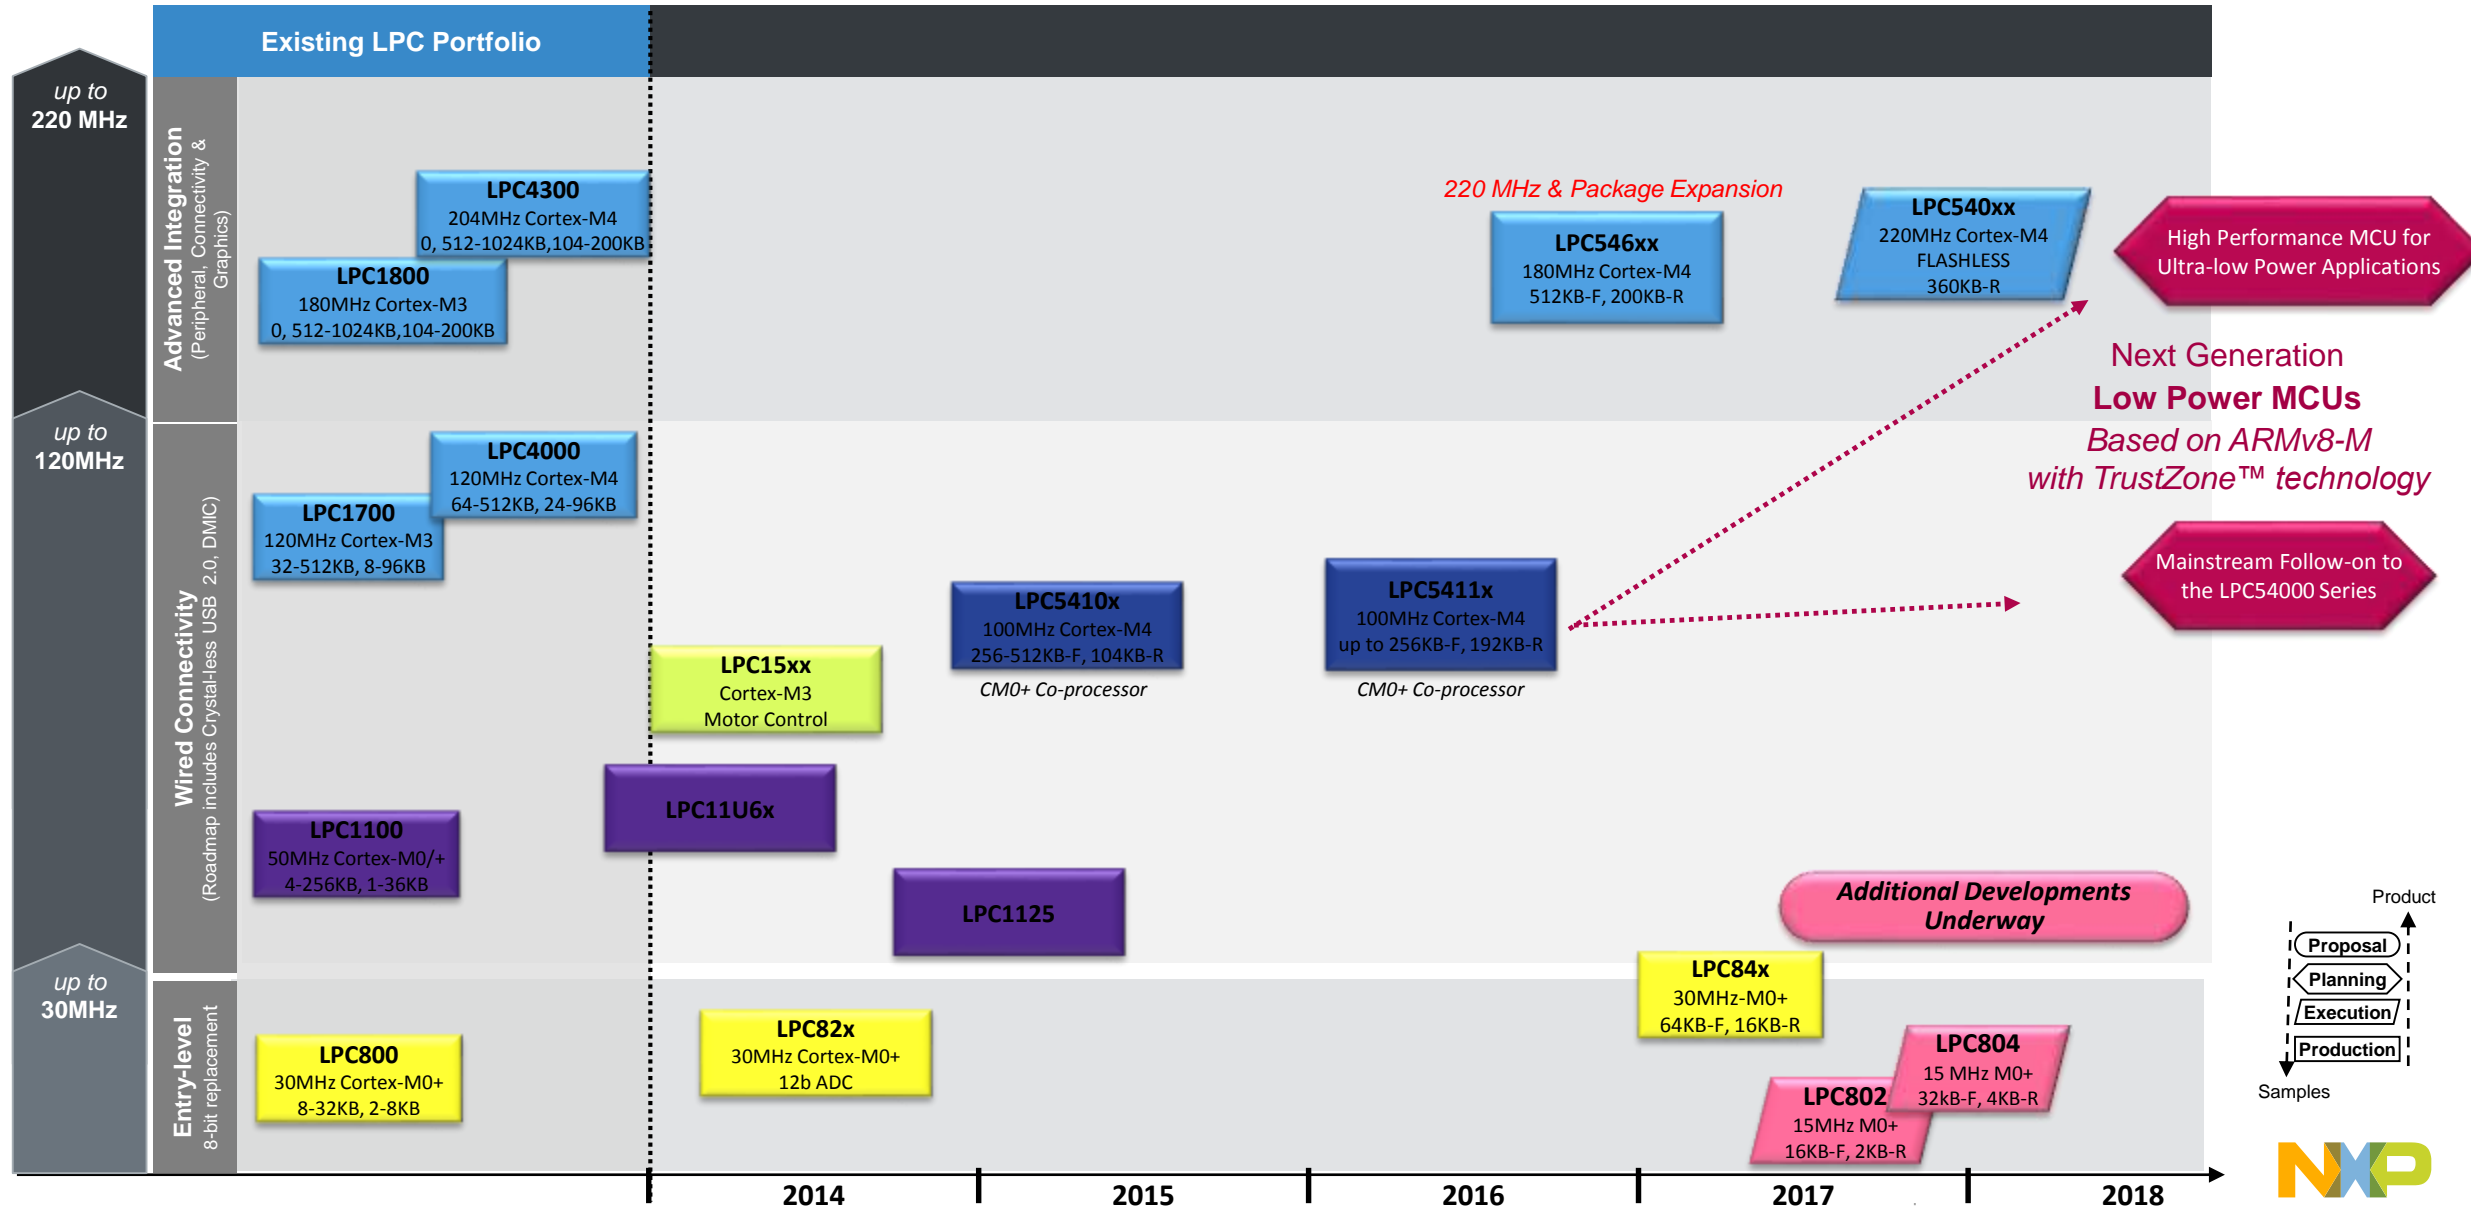 Existing LPC Portfolio
up to
220 MHz
Advanced Integration
(Peripheral, Connectivity &
Graphics)
LPC4300
204MHz Cortex-M4
0, 512-1024KB,104-200KB
LPC1800
180MHz Cortex-M3
0, 512-1024KB,104-200KB
220 MHz & Package Expansion
LPC546xx
180MHz Cortex-M4
512KB-F, 200KB-R
LPC540xx
220MHz Cortex-M4
FLASHLESS
360KB-R
High Performance MCU for
Ultra-low Power Applications
Next Generation
Low Power MCUs
Based on ARMv8-M
with TrustZone™ technology
up to
120MHz
Wired Connectivity
(Roadmap includes Crystal-less USB 2.0, DMIC)
LPC4000
120MHz Cortex-M4
64-512KB, 24-96KB
LPC1700
120MHz Cortex-M3
32-512KB, 8-96KB
LPC5410x
100MHz Cortex-M4
256-512KB-F, 104KB-R
CM0+ Co-processor
LPC5411x
100MHz Cortex-M4
up to 256KB-F, 192KB-R
CM0+ Co-processor
Mainstream Follow-on to
the LPC54000 Series
LPC15xx
Cortex-M3
Motor Control
LPC11U6x
LPC1100
50MHz Cortex-M0/+
4-256KB, 1-36KB
LPC1125
Additional Developments
Underway
up to
30MHz
Entry-level
8-bit replacement
LPC800
30MHz Cortex-M0+
8-32KB, 2-8KB
LPC82x
30MHz Cortex-M0+
12b ADC
LPC84x
30MHz-M0+
64KB-F, 16KB-R
LPC804
15 MHz M0+
32kB-F, 4KB-R
LPC802
15MHz M0+
16KB-F, 2KB-R
Product
Proposal
Planning
Execution
Production
Samples
NXP
2014
2015
2016
2017
2018